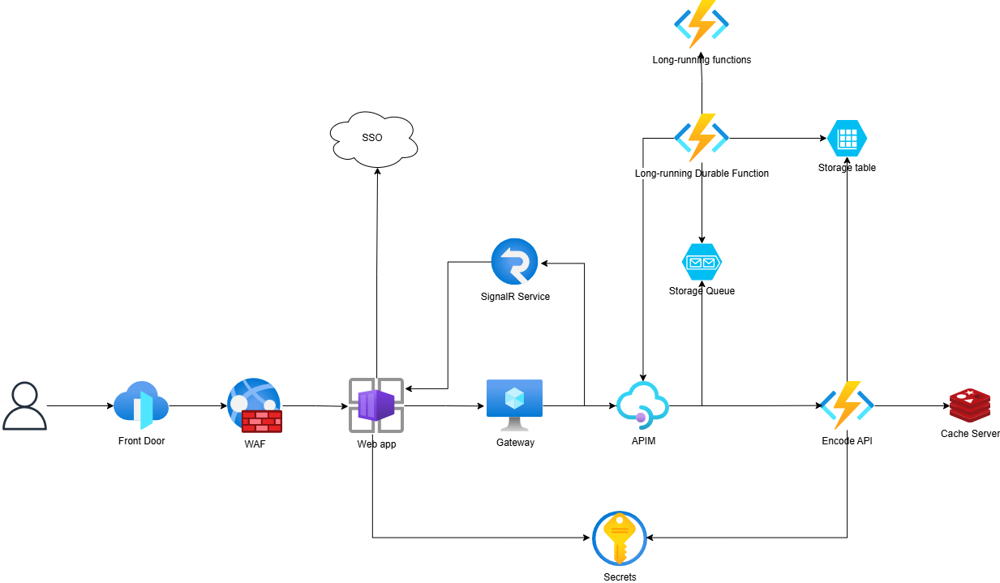 Long-running functions
SSO
Long-running Durable Function
Storage table
SignalR Service
Storage Queue
Front Door
WAF
Web app
Gateway
APIM
Encode API
Cache Server
Secrets